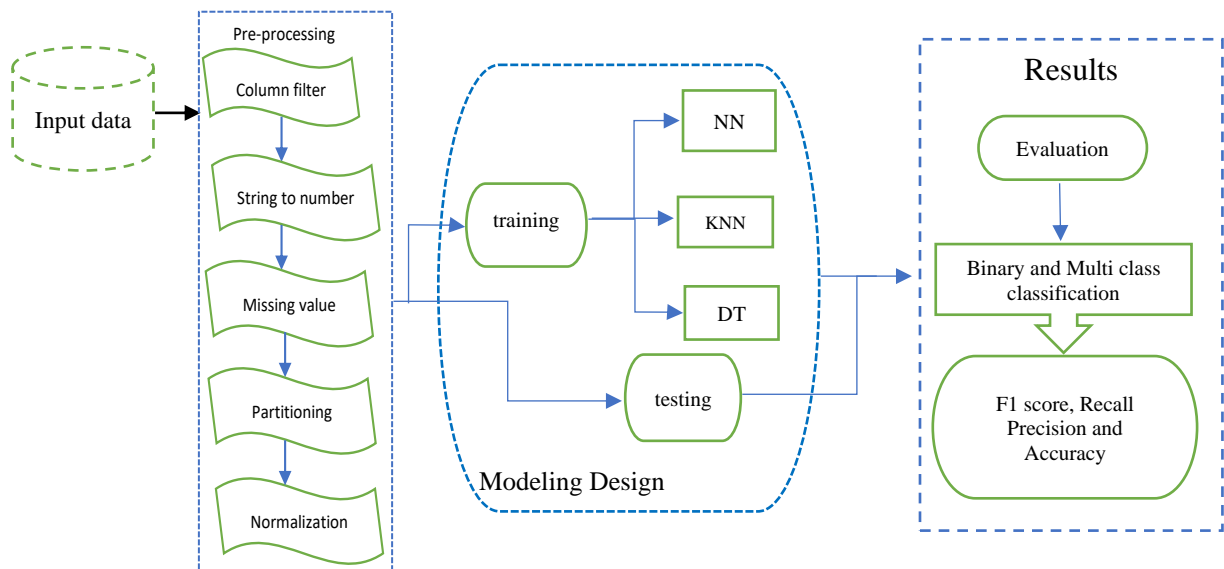 Input data
Pre-processing
Column filter
String to number
Missing value
Partitioning
Normalization
training
NN
KNN
DT
testing
Modeling Design
Results
Evaluation
Binary and Multi class
classification
F1 score, Recall
Precision and
Accuracy